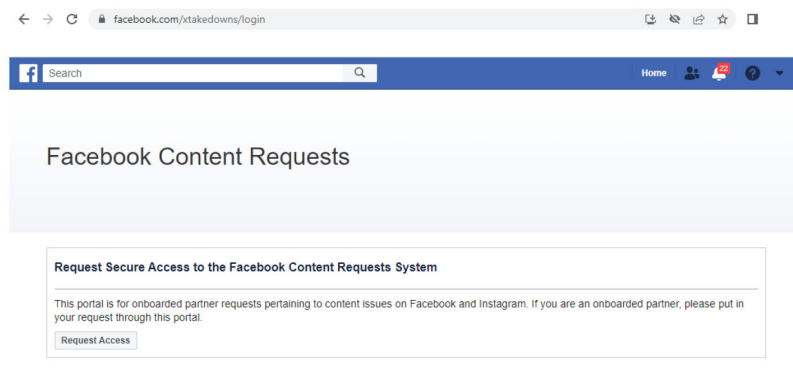 facebook.com/xtakedowns/login
f Search Home 22 ?
Facebook Content Requests
Request Secure Access to the Facebook Content Requests System
This portal is for onboarded partner requests pertaining to content issues on Facebook and Instagram. If you are an onboarded partner, please put in
your request through this portal.
Request Access